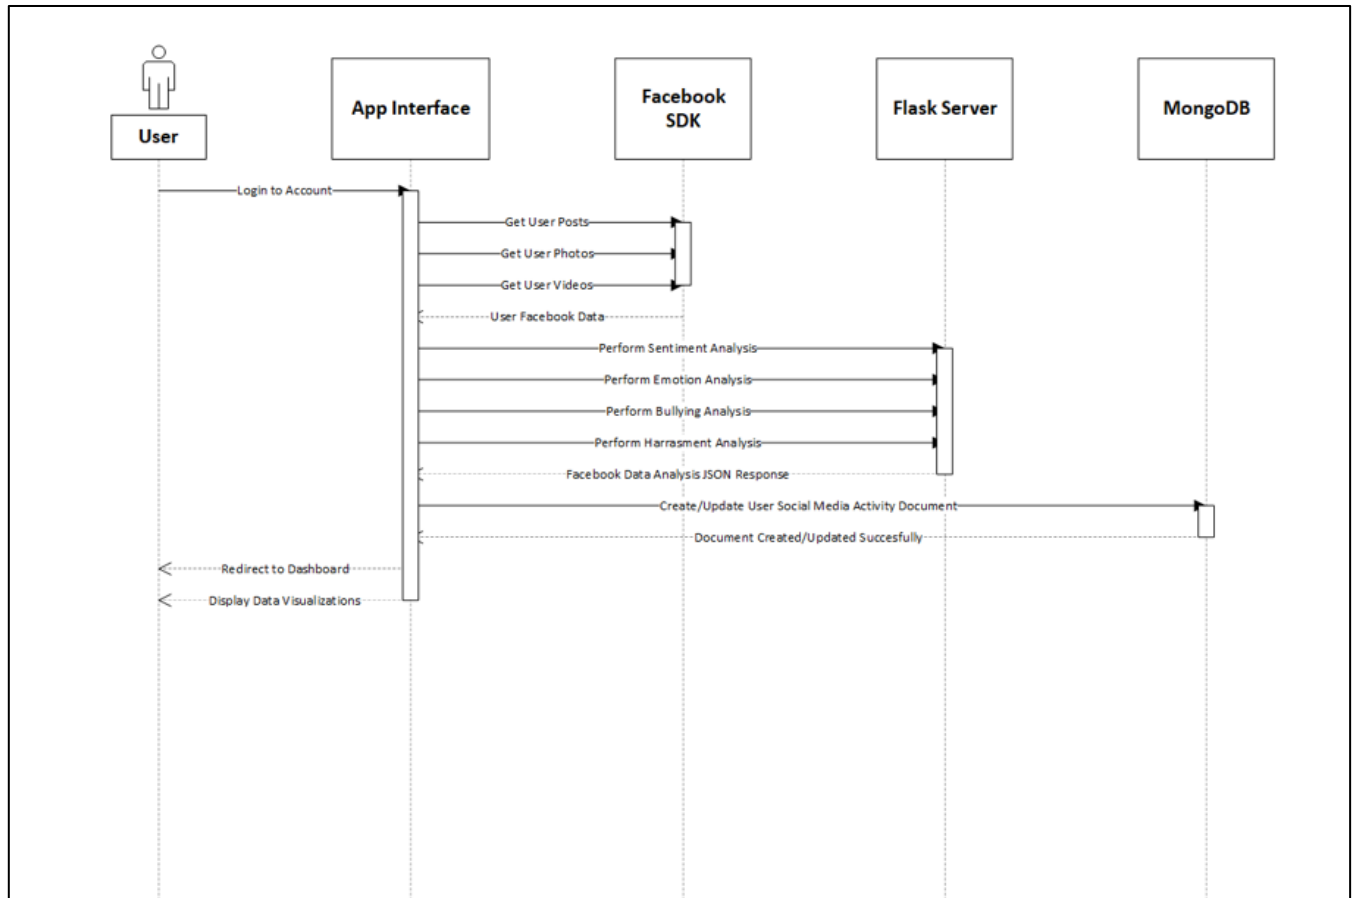 User
App Interface
Facebook
SDK
Flask Server
MongoDB
Login to Account
Get User Posts
Get User Photos
Get User Videos
User Facebook Data
Perform Sentiment Analysis
Perform Emotion Analysis
Perform Bullying Analysis
Perform Harrasment Analysis
Facebook Data Analysis JSON Response
Create/Update User Social Media Activity Document
Document Created/Updated Succesfully
Redirect to Dashboard
Display Data Visualizations